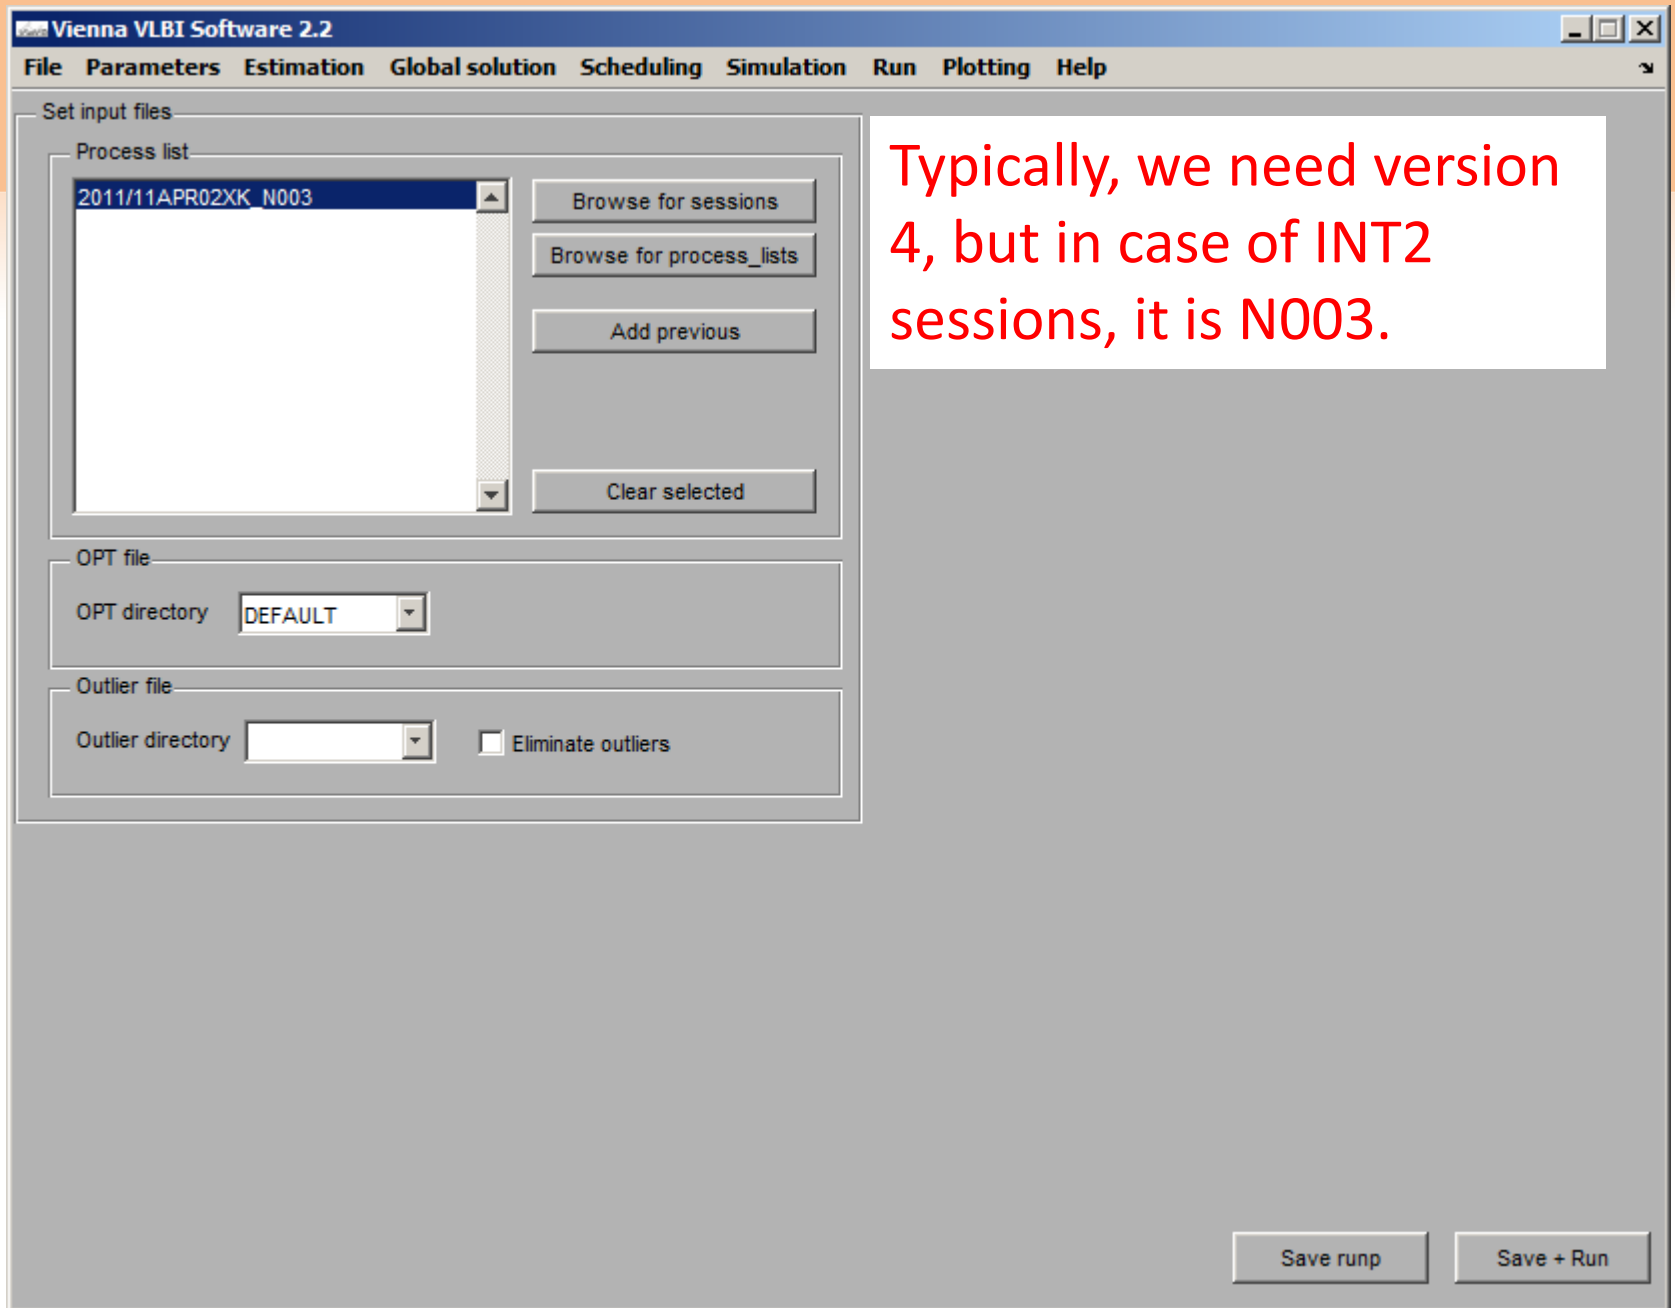 Vienna VLBI Software 2.2
File Parameters Estimation Global solution Scheduling Simulation Run Plotting Help
Set input files
Process list
2011/11APR02XK_N003
Browse for sessions
Browse for process_lists
Add previous
Clear selected
Typically, we need version
4, but in case of INT2
sessions, it is N003.
OPT file
OPT directory DEFAULT
Outlier file
Outlier directory Eliminate outliers
Save runp Save + Run